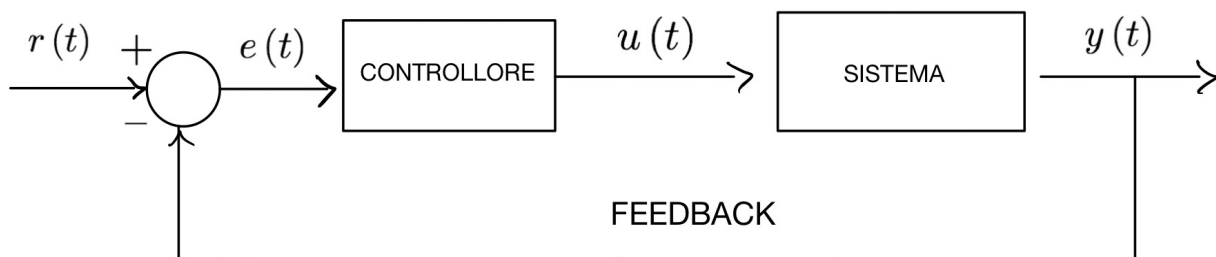 r(t)
+
−
e(t)
CONTROLLORE
u(t)
SISTEMA
y(t)
FEEDBACK